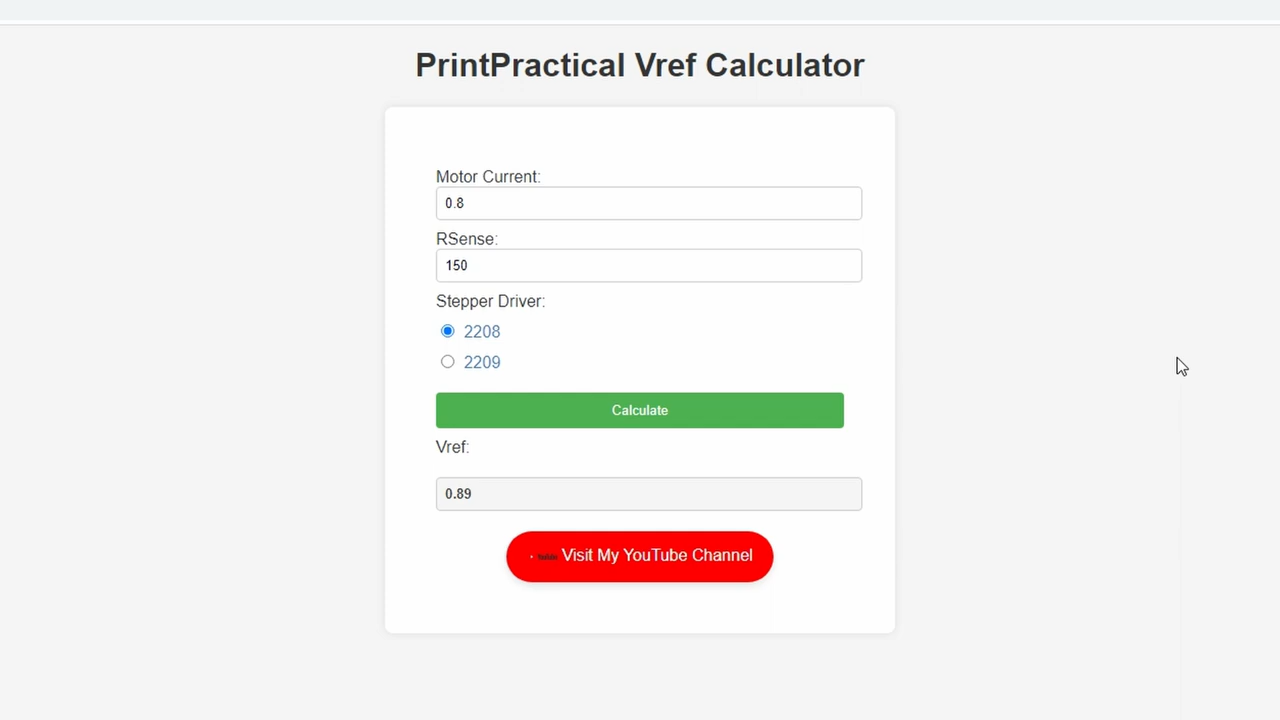 PrintPractical Vref Calculator
Motor Current:
0.8
RSense:
150
Stepper Driver:
2208
2209
Calculate
Vref:
0.89
Visit My YouTube Channel